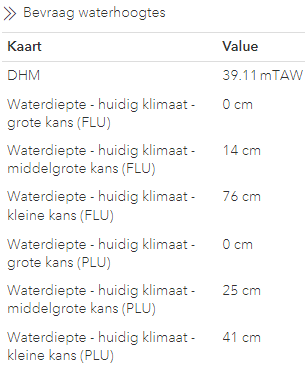 Bevraag waterhoogtes
Kaart Value
DHM 39.11 mTAW
Waterdiepte - huidig klimaat - 0 cm
grote kans (FLU)
Waterdiepte - huidig klimaat - 14 cm
middelgrote kans (FLU)
Waterdiepte - huidig klimaat - 76 cm
kleine kans (FLU)
Waterdiepte - huidig klimaat - 0 cm
grote kans (PLU)
Waterdiepte - huidig klimaat - 25 cm
middelgrote kans (PLU)
Waterdiepte - huidig klimaat - 41 cm
kleine kans (PLU)